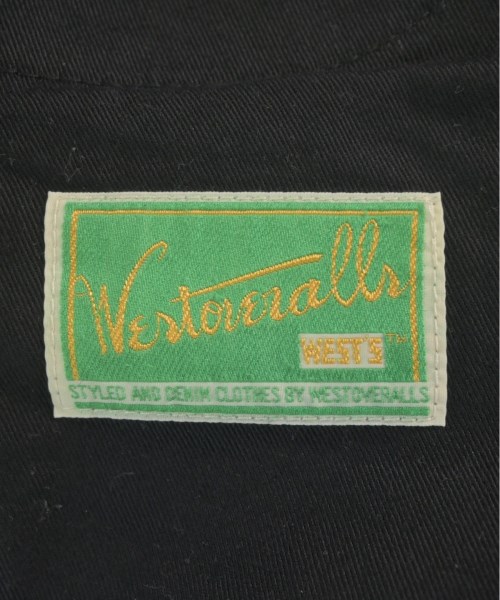 Westoveralls
WEST'S™
STYLED AND DENIM CLOTHES BY WESTOVERALLS